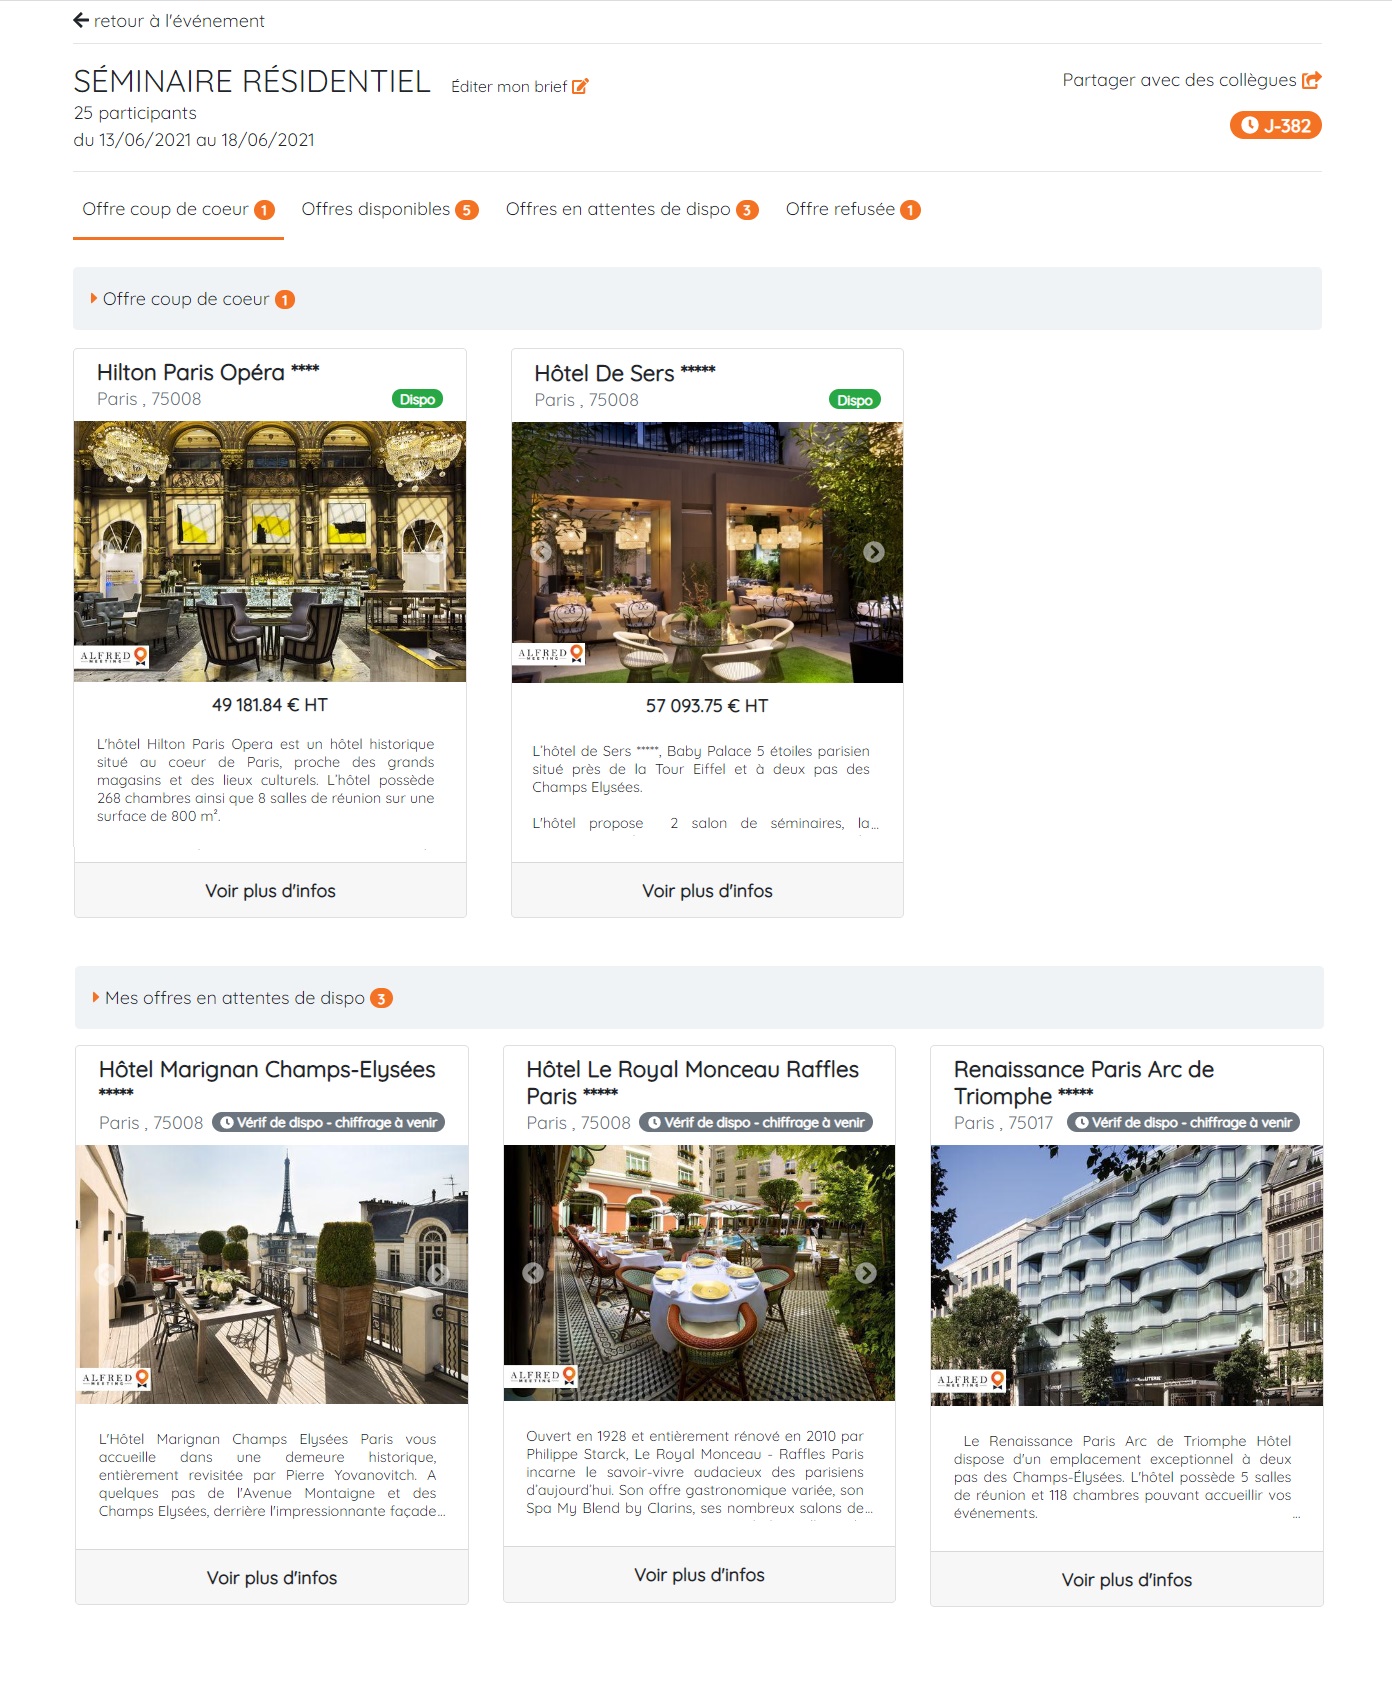 retour à l'événement
SÉMINAIRE RÉSIDENTIEL Éditer mon brief
Partager avec des collègues
25 participants
J-382
du 13/06/2021 au 18/06/2021
Offre coup de coeur 1 Offres disponibles 5 Offres en attentes de dispo 3 Offre refusée 1
Offre coup de coeur 1
Hilton Paris Opéra ****
Paris , 75008 Dispo
ALFRED
MEETING
49 181.84 € HT
L'hôtel Hilton Paris Opera est un hôtel historique
situé au coeur de Paris, proche des grands
magasins et des lieux culturels. L'hôtel possède
268 chambres ainsi que 8 salles de réunion sur une
surface de 800 m².
Voir plus d'infos
Hôtel De Sers *****
Paris , 75008 Dispo
ALFRED
MEETING
57 093.75 € HT
L'hôtel de Sers *****, Baby Palace 5 étoiles parisien
situé près de la Tour Eiffel et à deux pas des
Champs Elysées.
L'hôtel propose 2 salon de séminaires, la...
Voir plus d'infos
Mes offres en attentes de dispo 3
Hôtel Marignan Champs-Elysées
*****
Paris , 75008 Vérif de dispo - chiffrage à venir
ALFRED
MEETING
L'Hôtel Marignan Champs Elysées Paris vous
accueille dans une demeure historique,
entièrement revisitée par Pierre Yovanovitch. A
quelques pas de l'Avenue Montaigne et des
Champs Elysées, derrière l'impressionnante façade...
Voir plus d'infos
Hôtel Le Royal Monceau Raffles
Paris *****
Paris , 75008 Vérif de dispo - chiffrage à venir
ALFRED
MEETING
Ouvert en 1928 et entièrement rénové en 2010 par
Philippe Starck, Le Royal Monceau - Raffles Paris
incarne le savoir-vivre audacieux des parisiens
d'aujourd'hui. Son offre gastronomique variée, son
Spa My Blend by Clarins, ses nombreux salons de...
Voir plus d'infos
Renaissance Paris Arc de
Triomphe *****
Paris , 75017 Vérif de dispo - chiffrage à venir
ALFRED
MEETING
Le Renaissance Paris Arc de Triomphe Hôtel
dispose d'un emplacement exceptionnel à deux
pas des Champs-Élysées. L'hôtel possède 5 salles
de réunion et 118 chambres pouvant accueillir vos
événements.
...
Voir plus d'infos